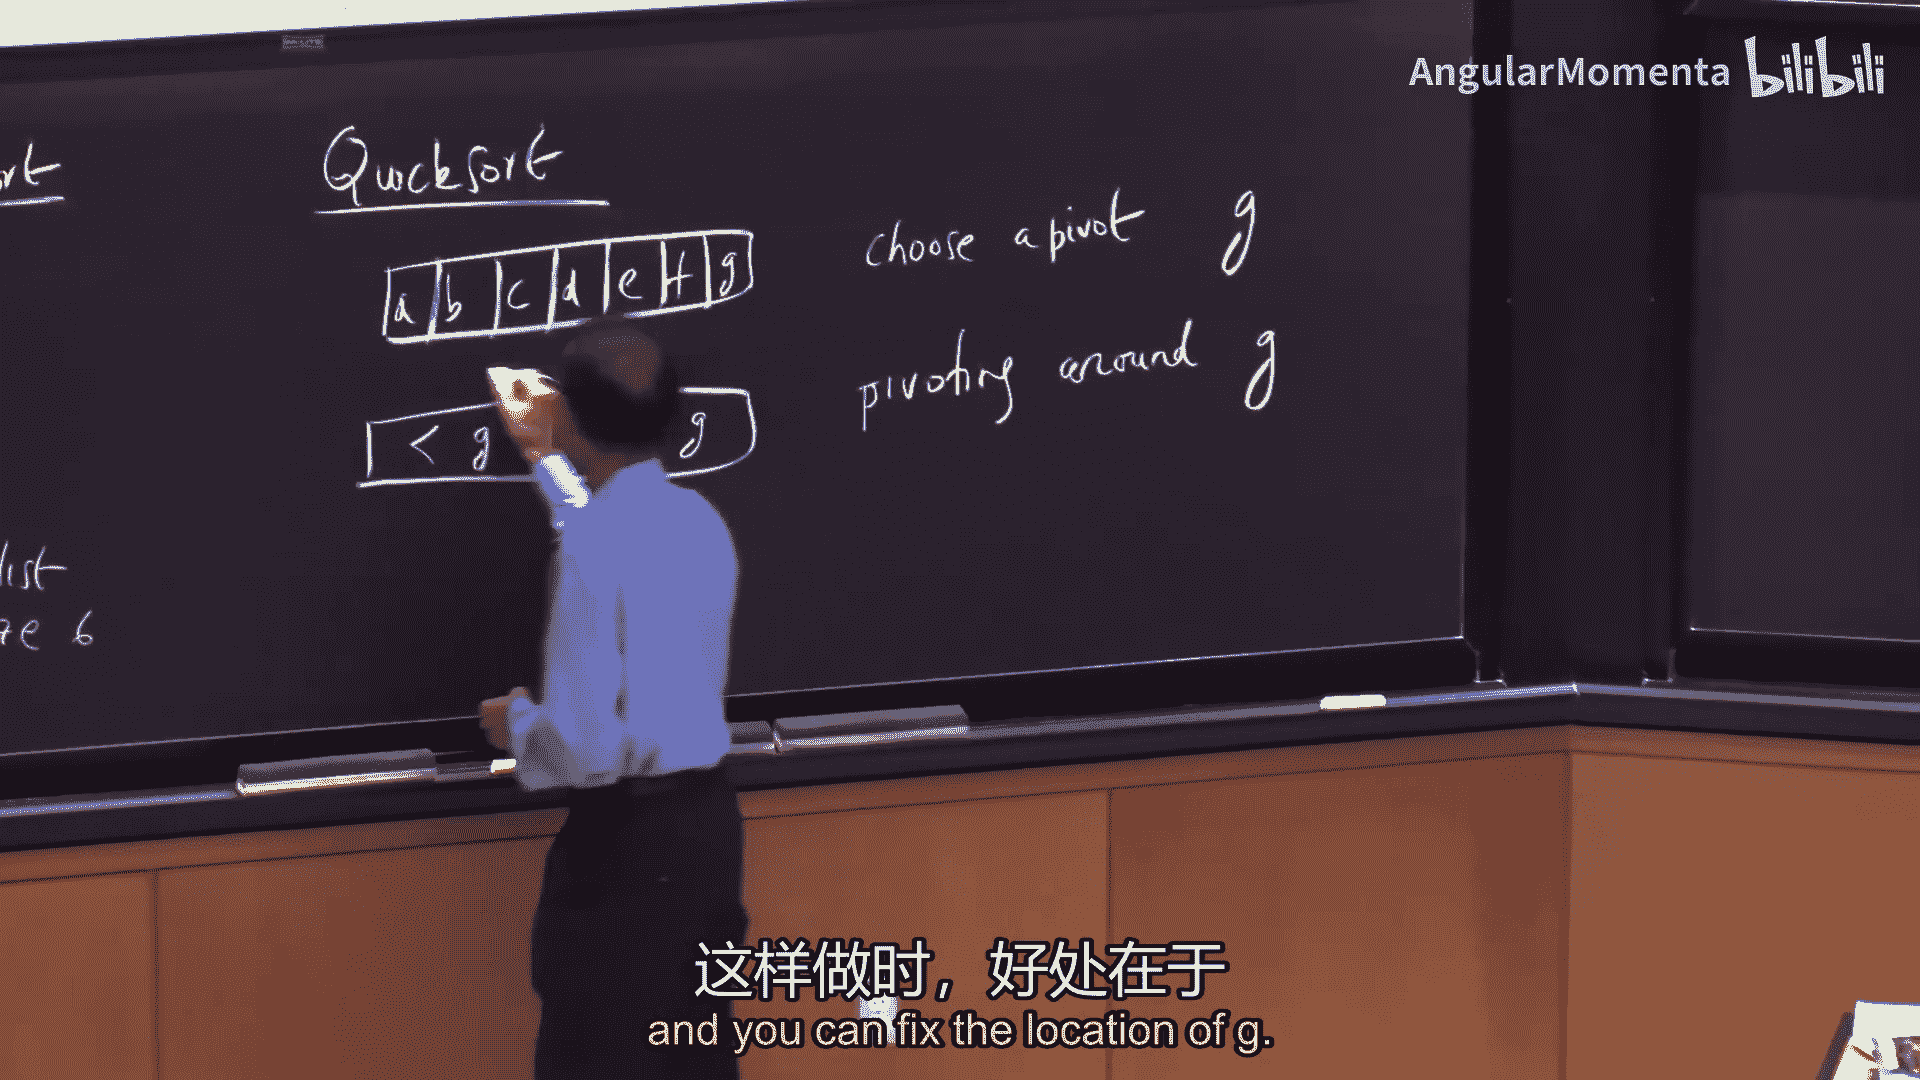 AngularMomenta bilibili
Quicksort
a b c d e f g
choose a pivot g
< g g
pivoting around g
list
6
这样做时，好处在于
and you can fix the location of g.